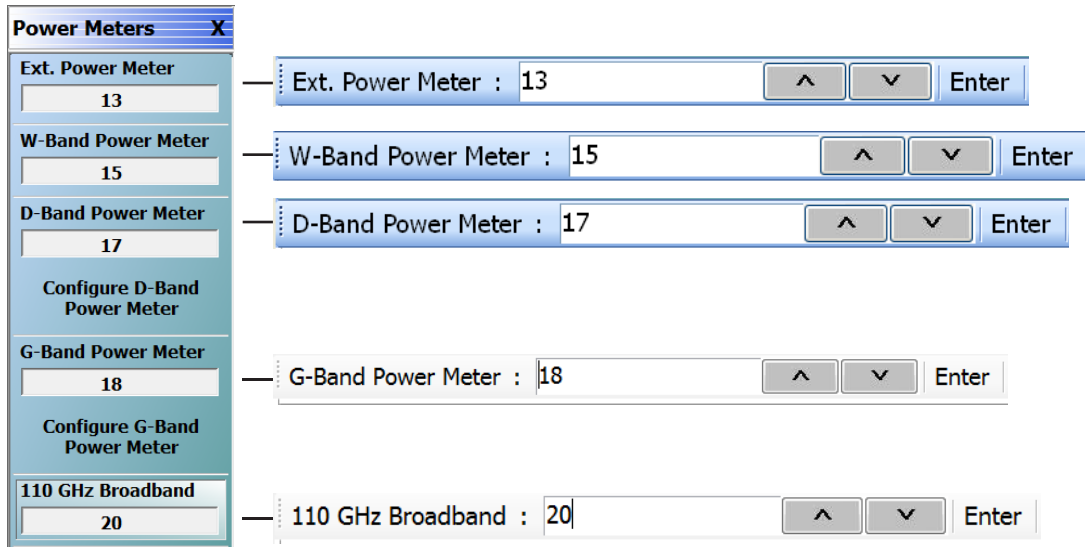 Power Meters X
Ext. Power Meter
13
W-Band Power Meter
15
D-Band Power Meter
17
Configure D-Band
Power Meter
G-Band Power Meter
18
Configure G-Band
Power Meter
110 GHz Broadband
20
Ext. Power Meter : 13 Enter
W-Band Power Meter : 15 Enter
D-Band Power Meter : 17 Enter
G-Band Power Meter : 18 Enter
110 GHz Broadband : 20 Enter